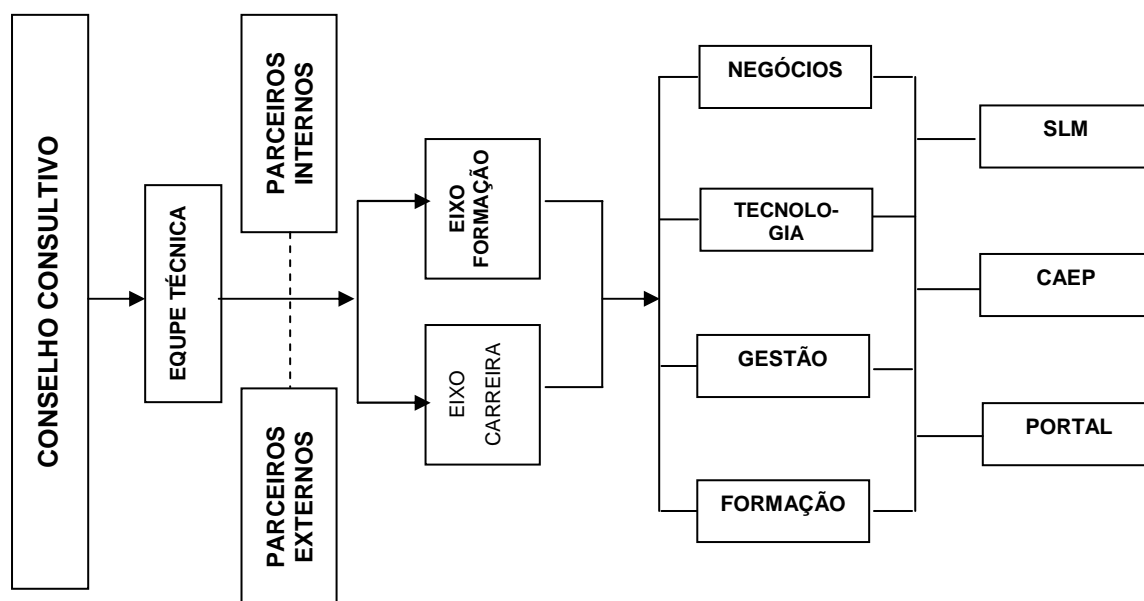 CONSELHO CONSULTIVO
EQUPE TÉCNICA
PARCEIROS
INTERNOS
PARCEIROS
EXTERNOS
EIXO
FORMAÇÃO
EIXO
CARREIRA
NEGÓCIOS
TECNOLO-
GIA
GESTÃO
FORMAÇÃO
SLM
CAEP
PORTAL